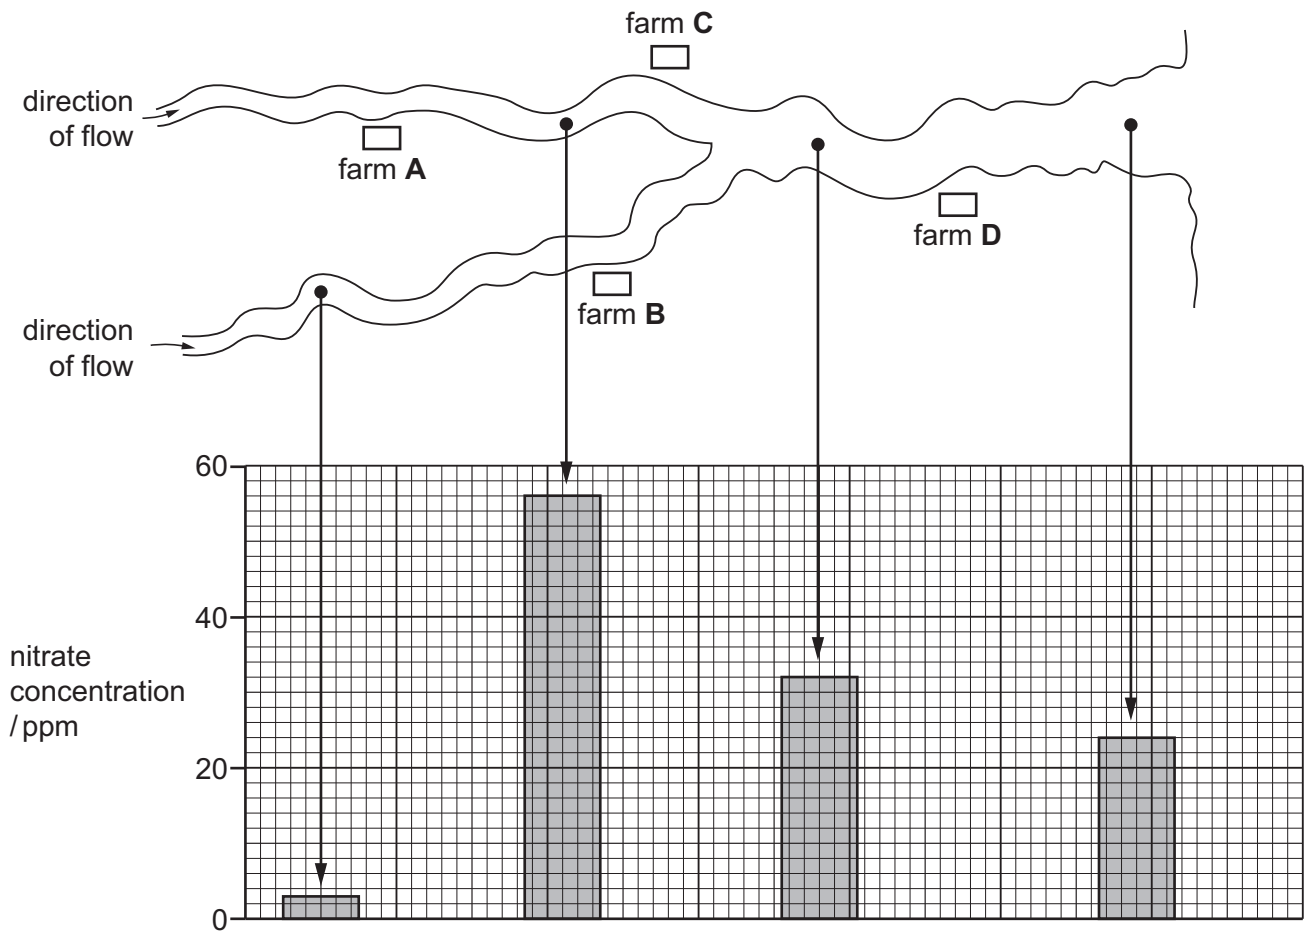 farm C
direction
of flow
farm A
farm D
farm B
direction
of flow
60
40
nitrate
concentration
/ ppm
20
0